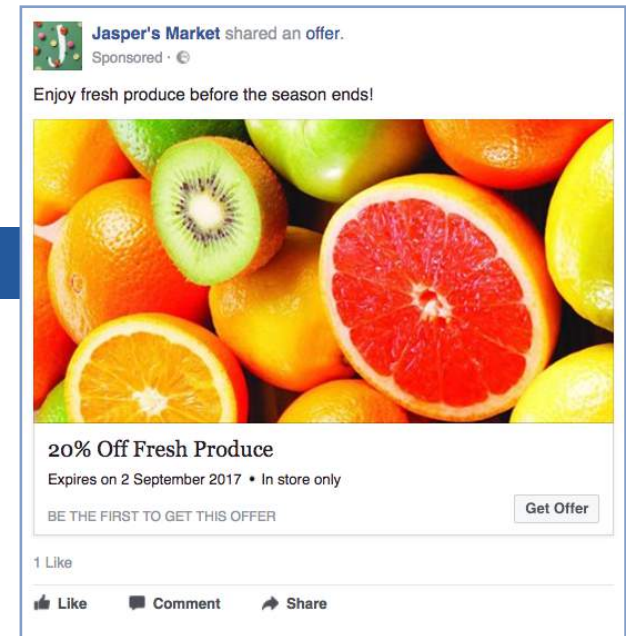 Jasper's Market shared an offer.
Sponsored ·
Enjoy fresh produce before the season ends!
20% Off Fresh Produce
Expires on 2 September 2017 • In store only
BE THE FIRST TO GET THIS OFFER
Get Offer
1 Like
Like Comment Share